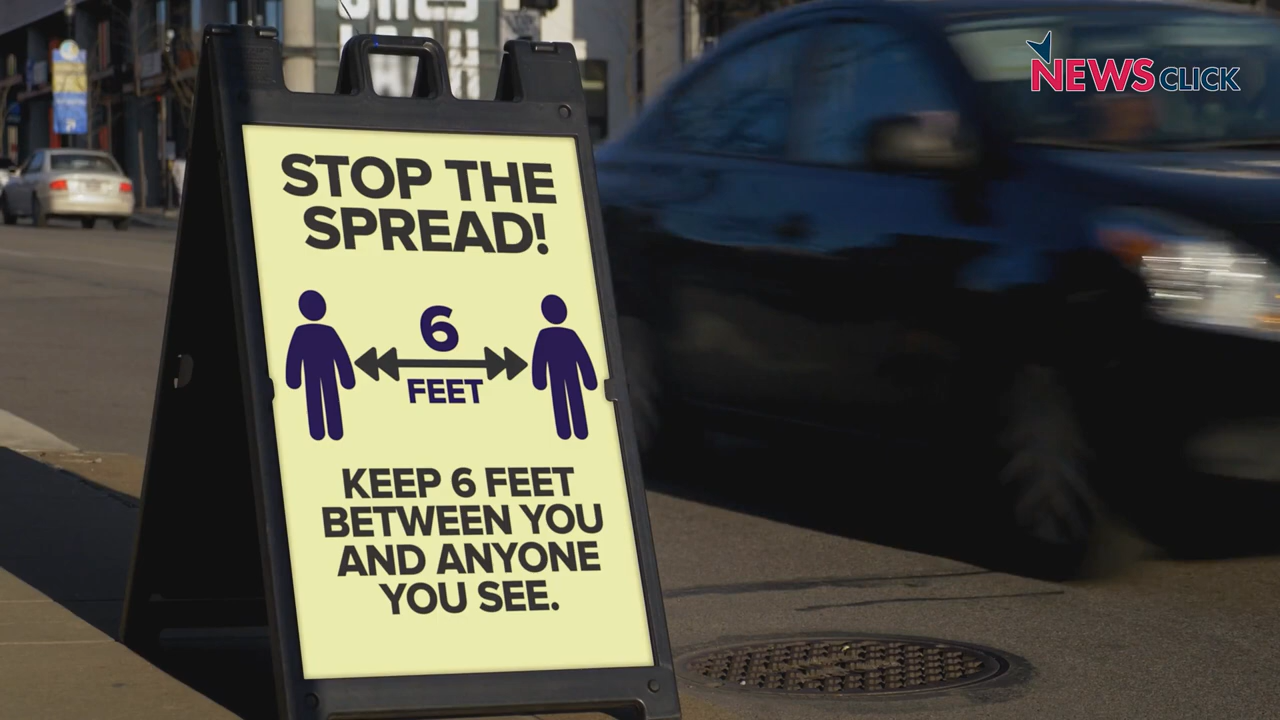 NEWSCLICK
STOP THE
SPREAD!
6
FEET
KEEP 6 FEET
BETWEEN YOU
AND ANYONE
YOU SEE.